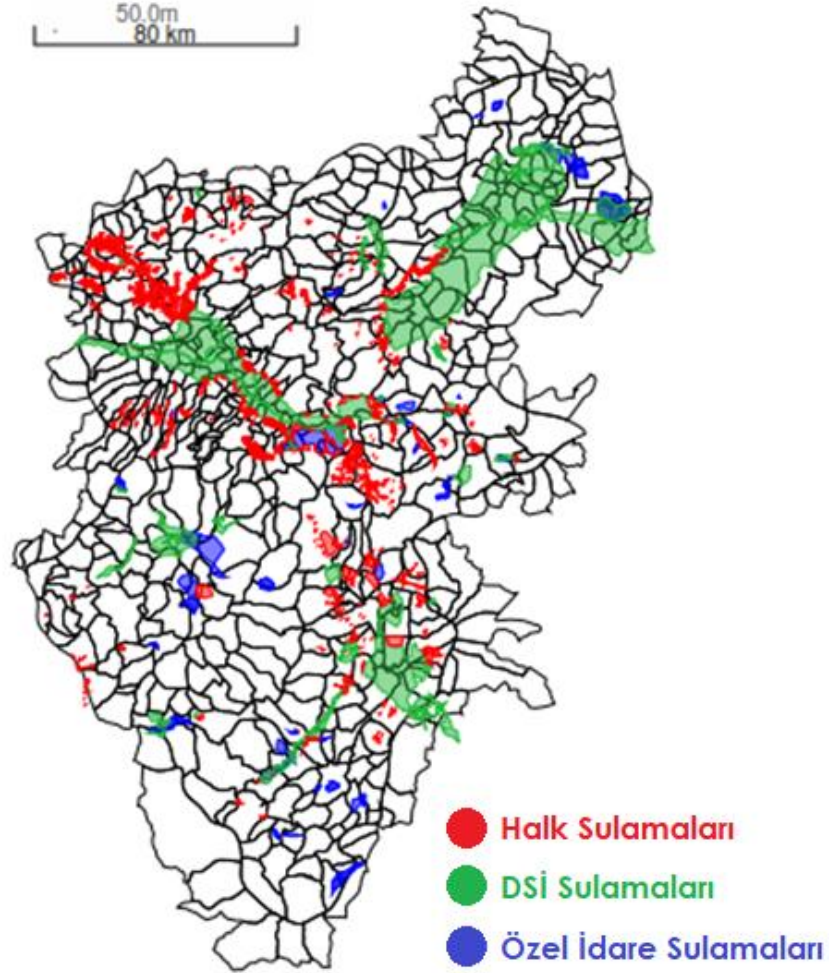 50.0m
80 km
Halk Sulamaları
DSİ Sulamaları
Özel İdare Sulamaları